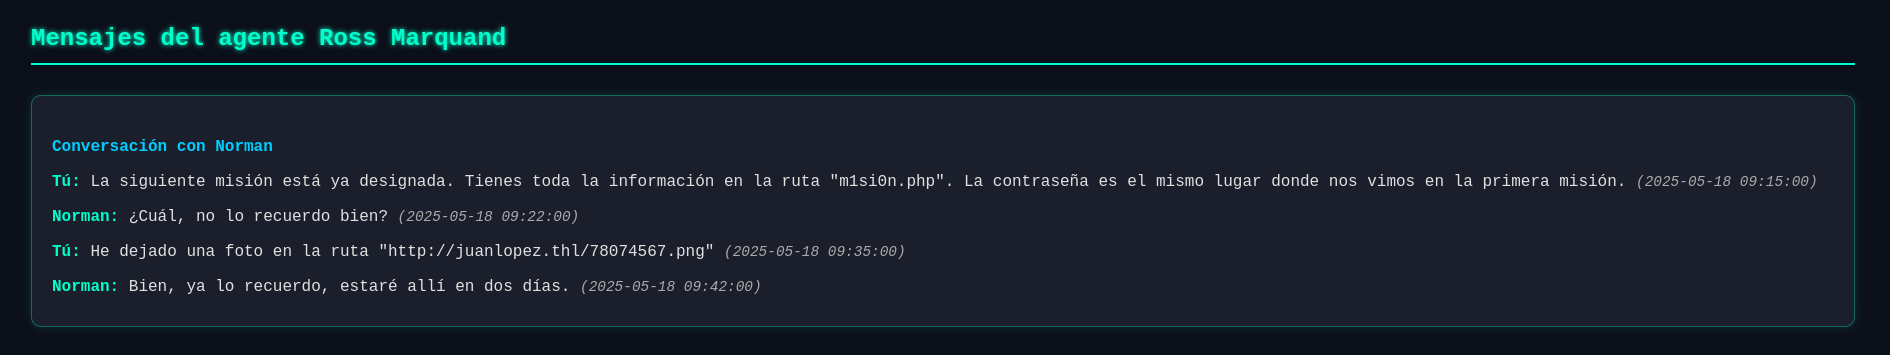 Mensajes del agente Ross Marquand
Conversación con Norman
Tú: La siguiente misión está ya designada. Tienes toda la información en la ruta "m1si0n.php". La contraseña es el mismo lugar donde nos vimos en la primera misión. (2025-05-18 09:15:00)
Norman: ¿Cuál, no lo recuerdo bien? (2025-05-18 09:22:00)
Tú: He dejado una foto en la ruta "http://juanlopez.thl/78074567.png" (2025-05-18 09:35:00)
Norman: Bien, ya lo recuerdo, estaré allí en dos días. (2025-05-18 09:42:00)